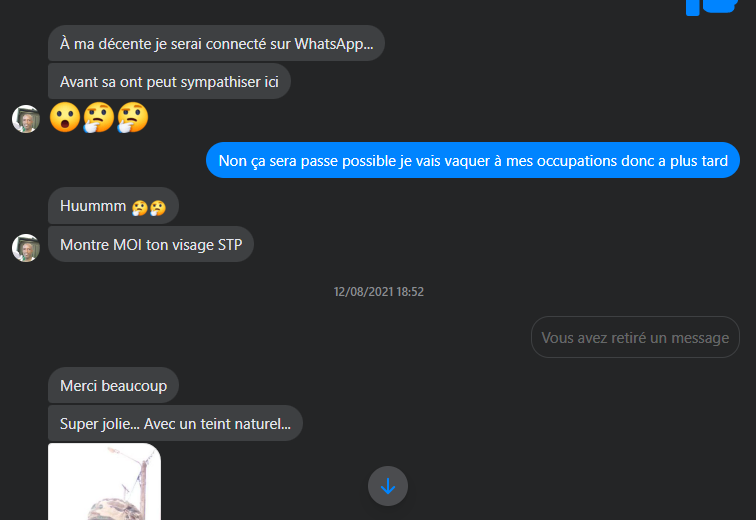 À ma décente je serai connecté sur WhatsApp...
Avant sa ont peut sympathiser ici
😮🤔🤔
Non ça sera passe possible je vais vaquer à mes occupations donc a plus tard
Huummm 🤔🤔
Montre MOI ton visage STP
12/08/2021 18:52
Vous avez retiré un message
Merci beaucoup
Super jolie... Avec un teint naturel...